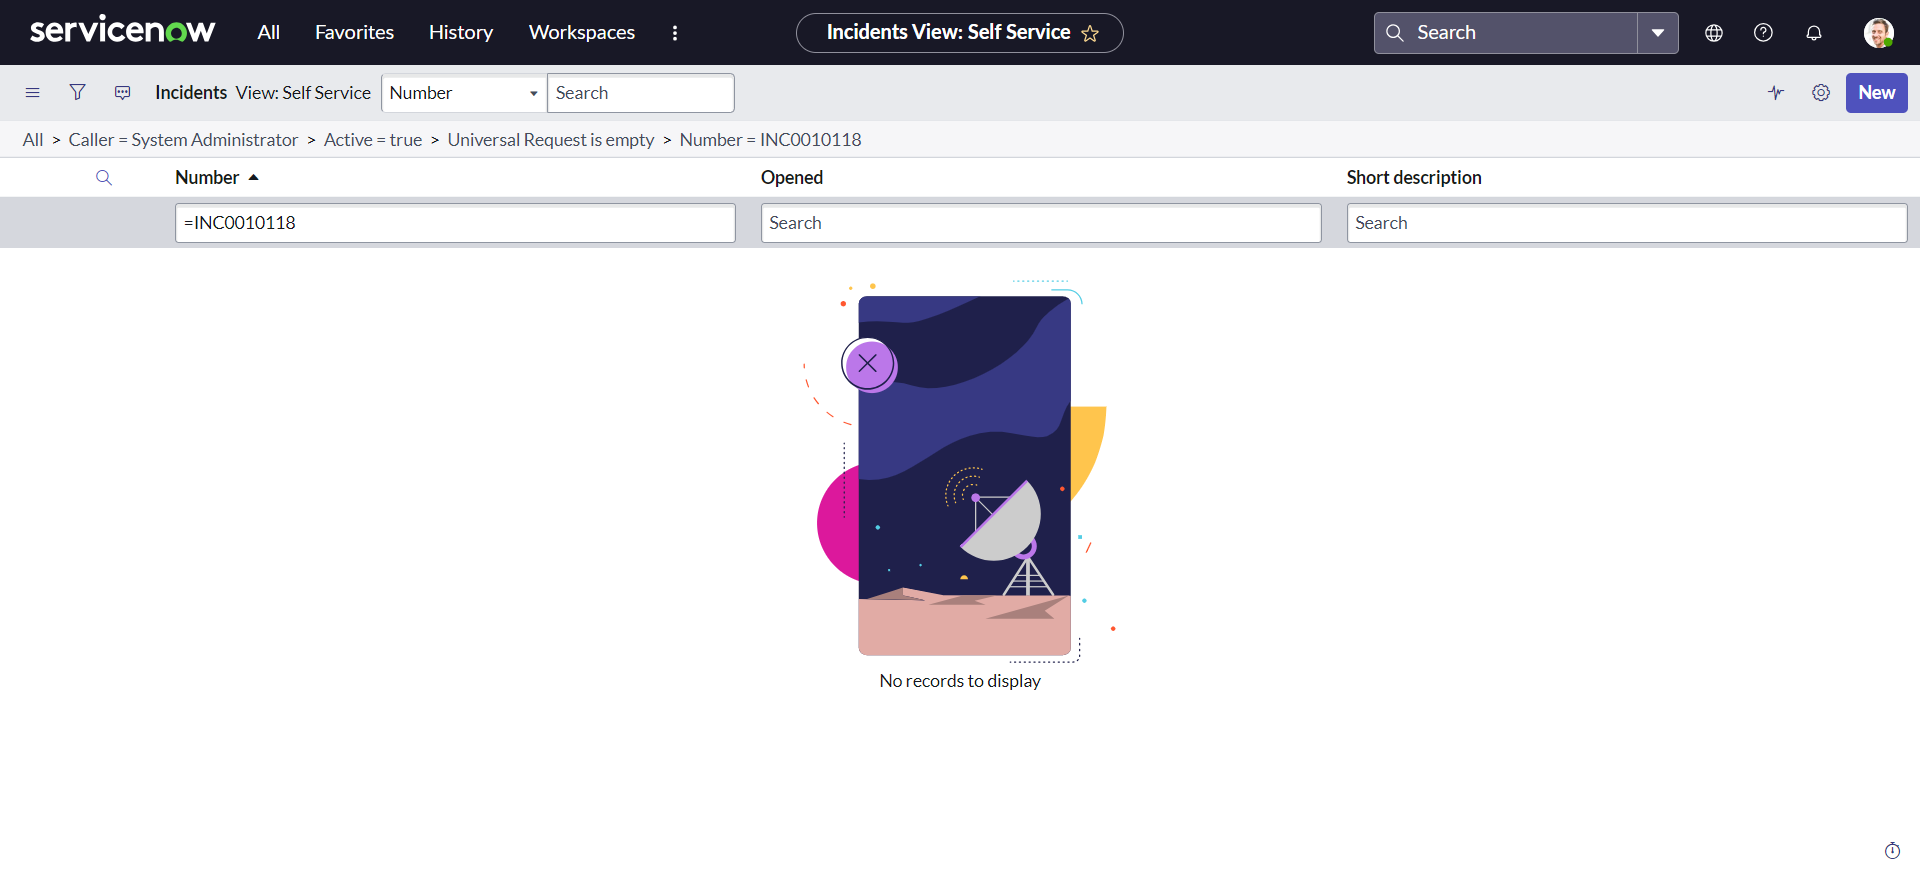 servicenow All Favorites History Workspaces Incidents View: Self Service Search
Incidents View: Self Service Number Search New
All > Caller = System Administrator > Active = true > Universal Request is empty > Number = INC0010118
Number Opened Short description
=INC0010118 Search Search
No records to display